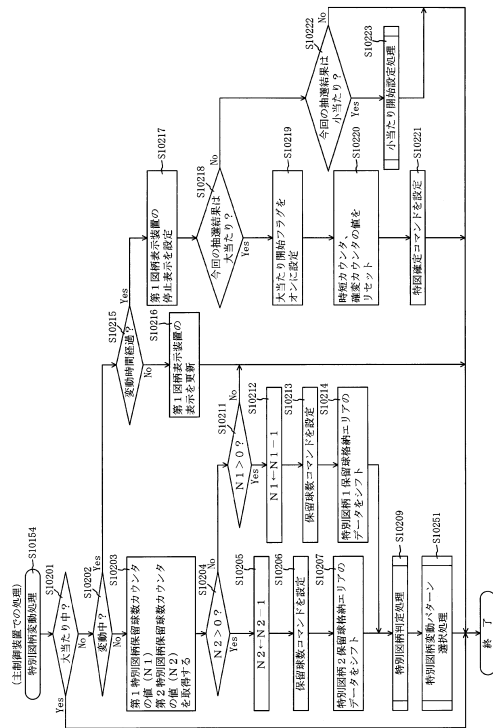 (主制御装置での処理)
特別図柄変動処理
S10154
S10201
大当たり中?
Yes
S10202
変動中?
Yes
S10203
第1特別図柄保留球数カウンタ
の値(N1)
第2特別図柄保留球数カウンタ
の値(N2)
を取得する
S10204
N2>0?
No
Yes
S10205
N2←N2-1
S10206
保留球数コマンドを設定
S10207
特別図柄2保留球格納エリアの
データをシフト
S10209
特別図柄判定処理
S10251
特別図柄変動パターン
選択処理
終了
S10211
N1>0?
No
Yes
S10212
N1←N1-1
S10213
保留球数コマンドを設定
S10214
特別図柄1保留球格納エリアの
データをシフト
S10215
変動時間経過?
Yes
No
S10216
第1図柄表示装置の
表示を更新
S10217
第1図柄表示装置の
停止表示を設定
S10218
今回の抽選結果は
大当たり?
No
Yes
S10219
大当たり開始フラグを
オンに設定
S10220
時短カウンタ、
確変カウンタの値を
リセット
S10221
特図確定コマンドを設定
S10222
今回の抽選結果は
小当たり?
No
Yes
S10223
小当たり開始設定処理